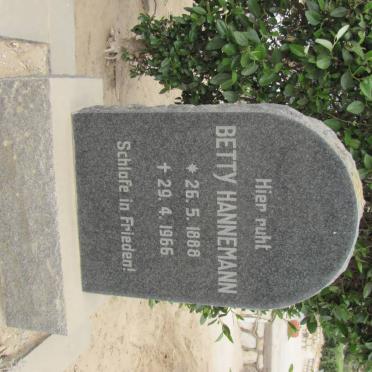 Hier ruht
BETTY HANNEMANN
* 26. 5. 1888
✝ 29. 4. 1966
Schlafe in Frieden!